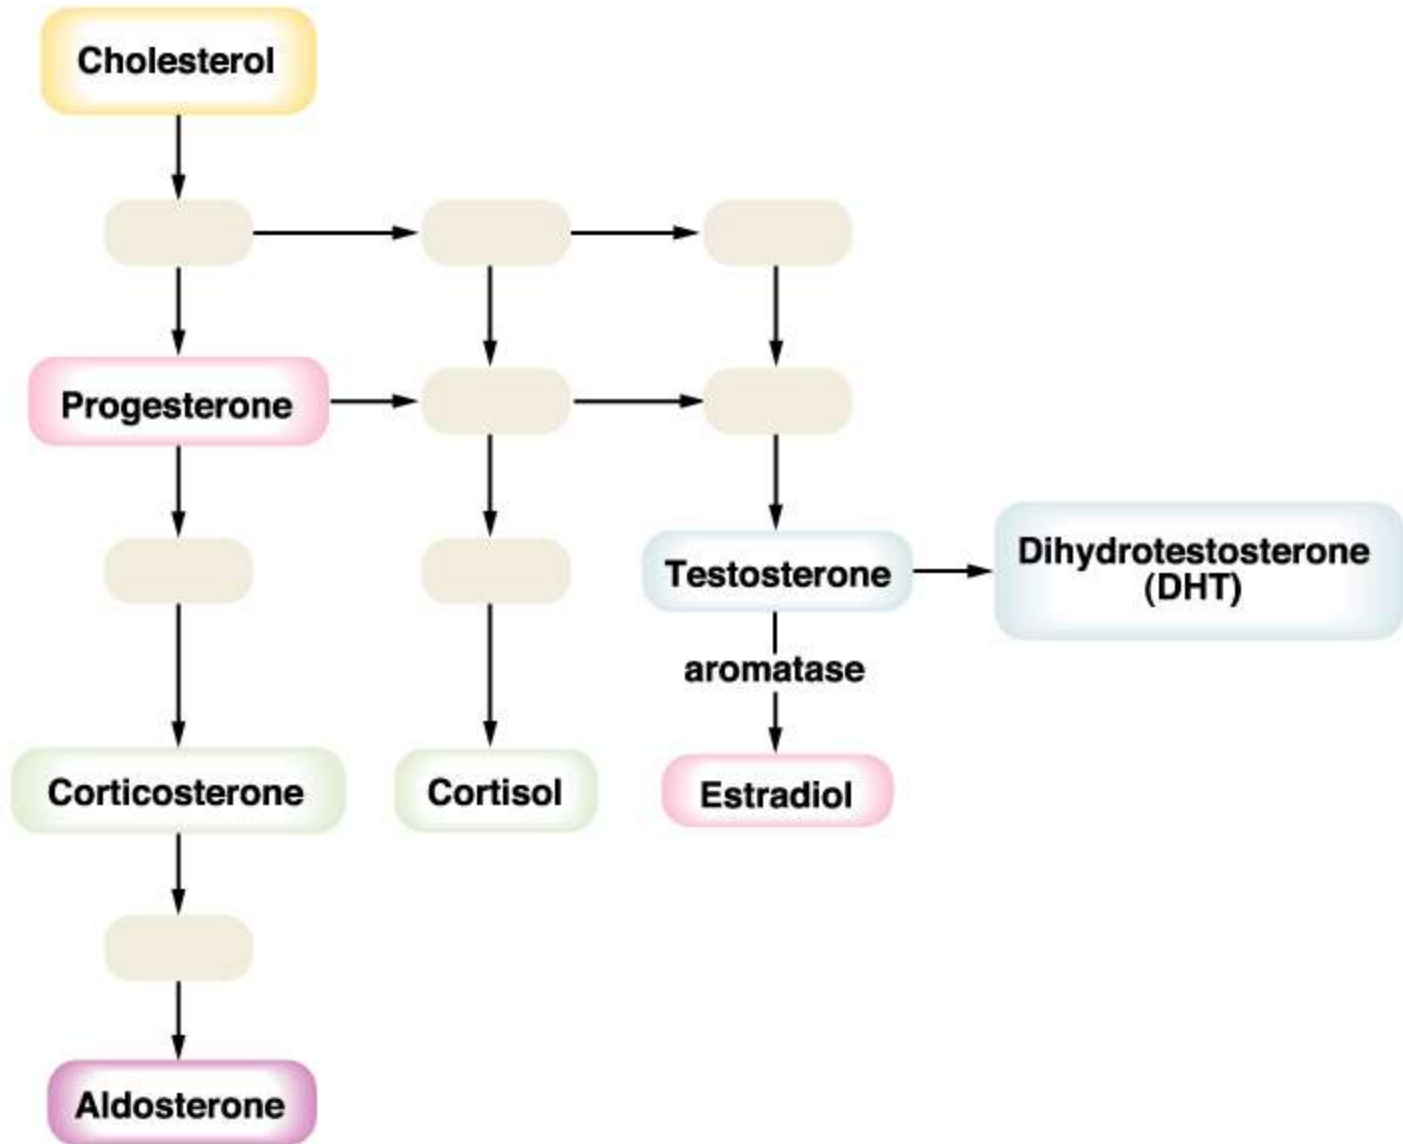 Cholesterol
Progesterone
Testosterone
Dihydrotestosterone
(DHT)
aromatase
Corticosterone
Cortisol
Estradiol
Aldosterone